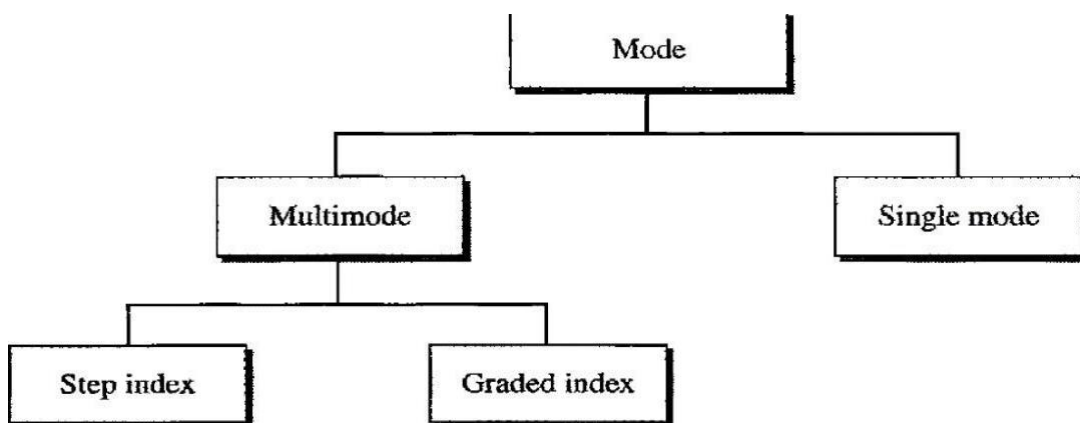 Mode
Multimode
Single mode
Step index
Graded index